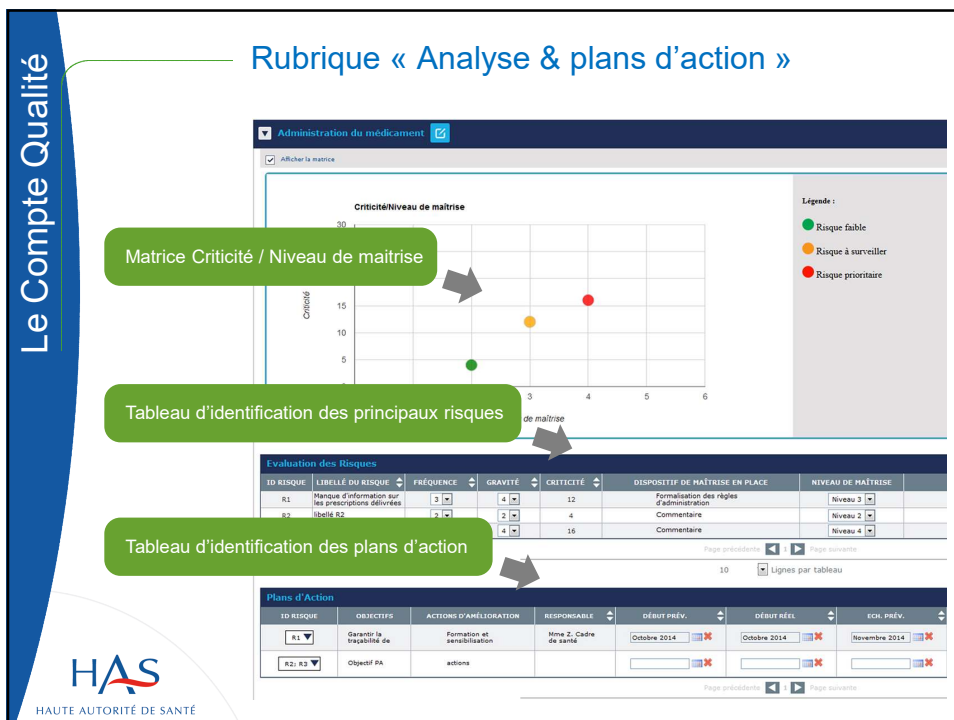 Le Compte Qualité
Rubrique « Analyse & plans d’action »
Administration du médicament
Afficher la matrice
Criticité/Niveau de maîtrise
Légende :
Risque faible
Risque à surveiller
Risque prioritaire
30
Matrice Criticité / Niveau de maitrise
Criticité
15
10
5
3 4 5 6
de maîtrise
Tableau d’identification des principaux risques
Evaluation des Risques
ID RISQUE LIBELLÉ DU RISQUE FRÉQUENCE GRAVITÉ CRITICITÉ DISPOSITIF DE MAÎTRISE EN PLACE NIVEAU DE MAÎTRISE
R1 Manque d'information sur les prescriptions délivrées 3 4 12 Formalisation des règles d'administration Niveau 3
R2 libellé R2 2 2 4 Commentaire Niveau 2
4 16 Commentaire Niveau 4
Page précédente 1 Page suivante
10 Lignes par tableau
Tableau d’identification des plans d’action
Plans d'Action
ID RISQUE OBJECTIFS ACTIONS D'AMÉLIORATION RESPONSABLE DÉBUT PRÉV. DÉBUT RÉEL ECH. PRÉV.
R1 Garantir la traçabilité de Formation et sensibilisation Mme Z. Cadre de santé Octobre 2014 Octobre 2014 Novembre 2014
R2; R3 Objectif PA actions
Page précédente 1 Page suivante
HAS
HAUTE AUTORITÉ DE SANTÉ